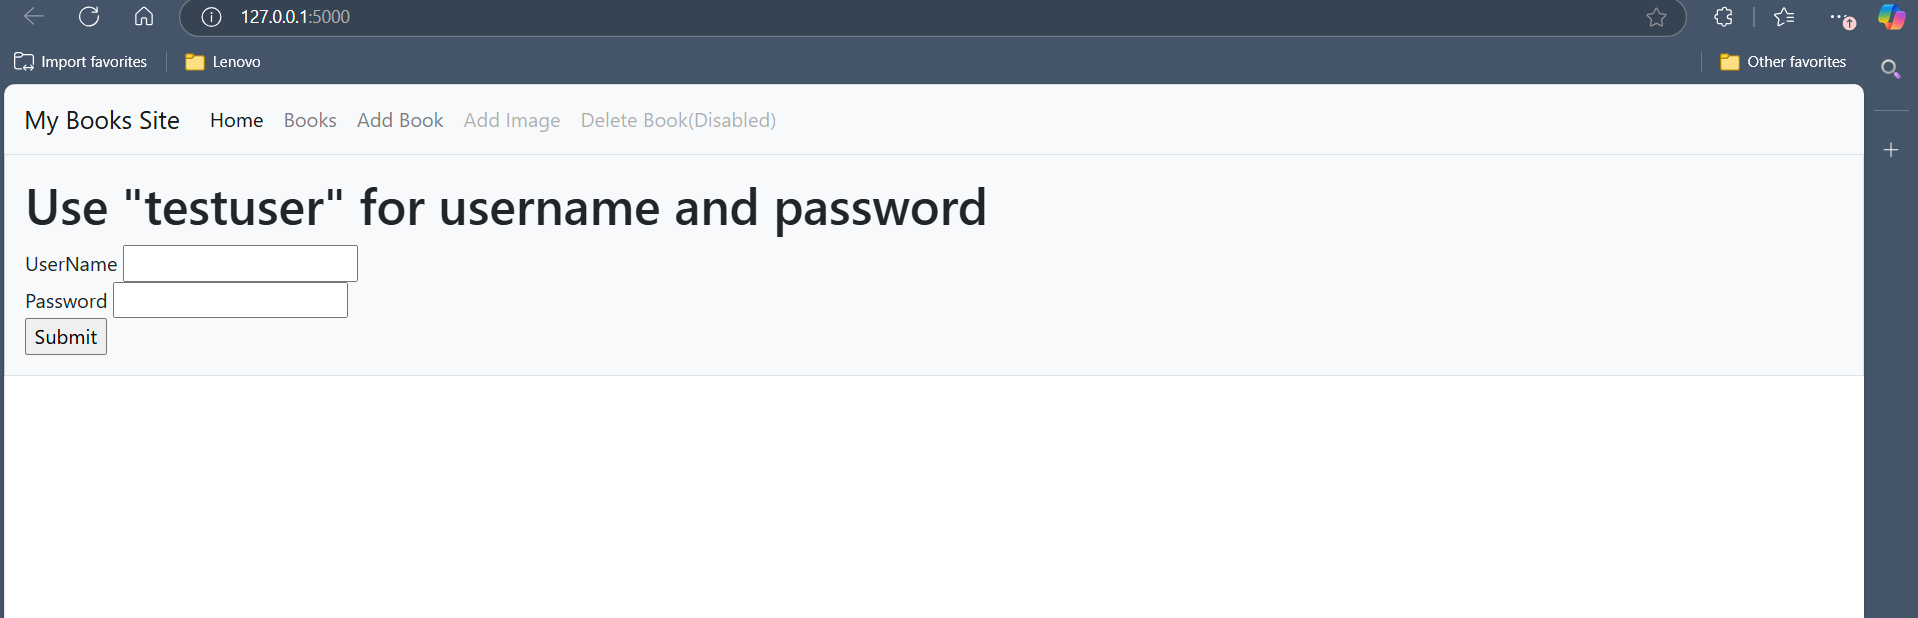 127.0.0.1:5000
Import favorites Lenovo Other favorites
My Books Site Home Books Add Book Add Image Delete Book(Disabled)
Use "testuser" for username and password
UserName
Password
Submit